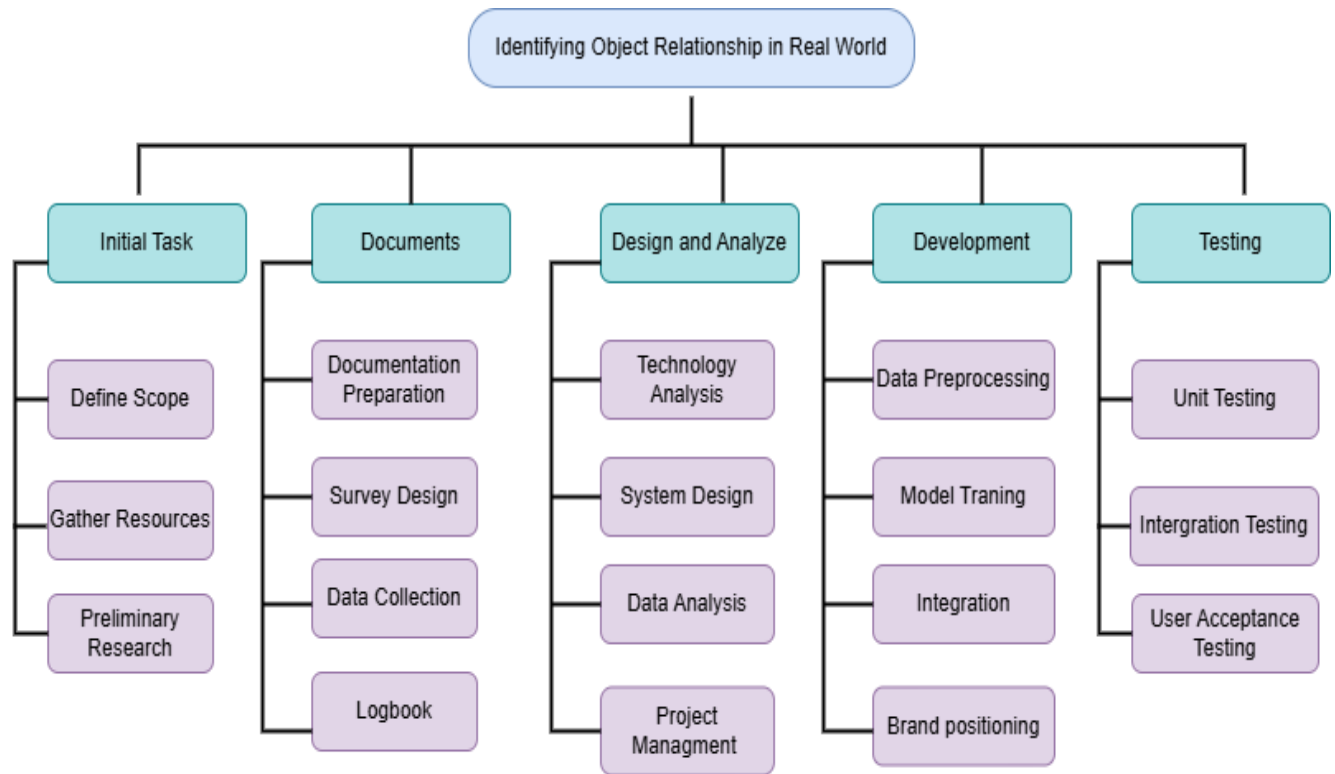 Identifying Object Relationship in Real World
Initial Task
Documents
Design and Analyze
Development
Testing
Define Scope
Gather Resources
Preliminary
Research
Documentation
Preparation
Survey Design
Data Collection
Logbook
Technology
Analysis
System Design
Data Analysis
Project
Managment
Data Preprocessing
Model Traning
Integration
Brand positioning
Unit Testing
Intergration Testing
User Acceptance
Testing